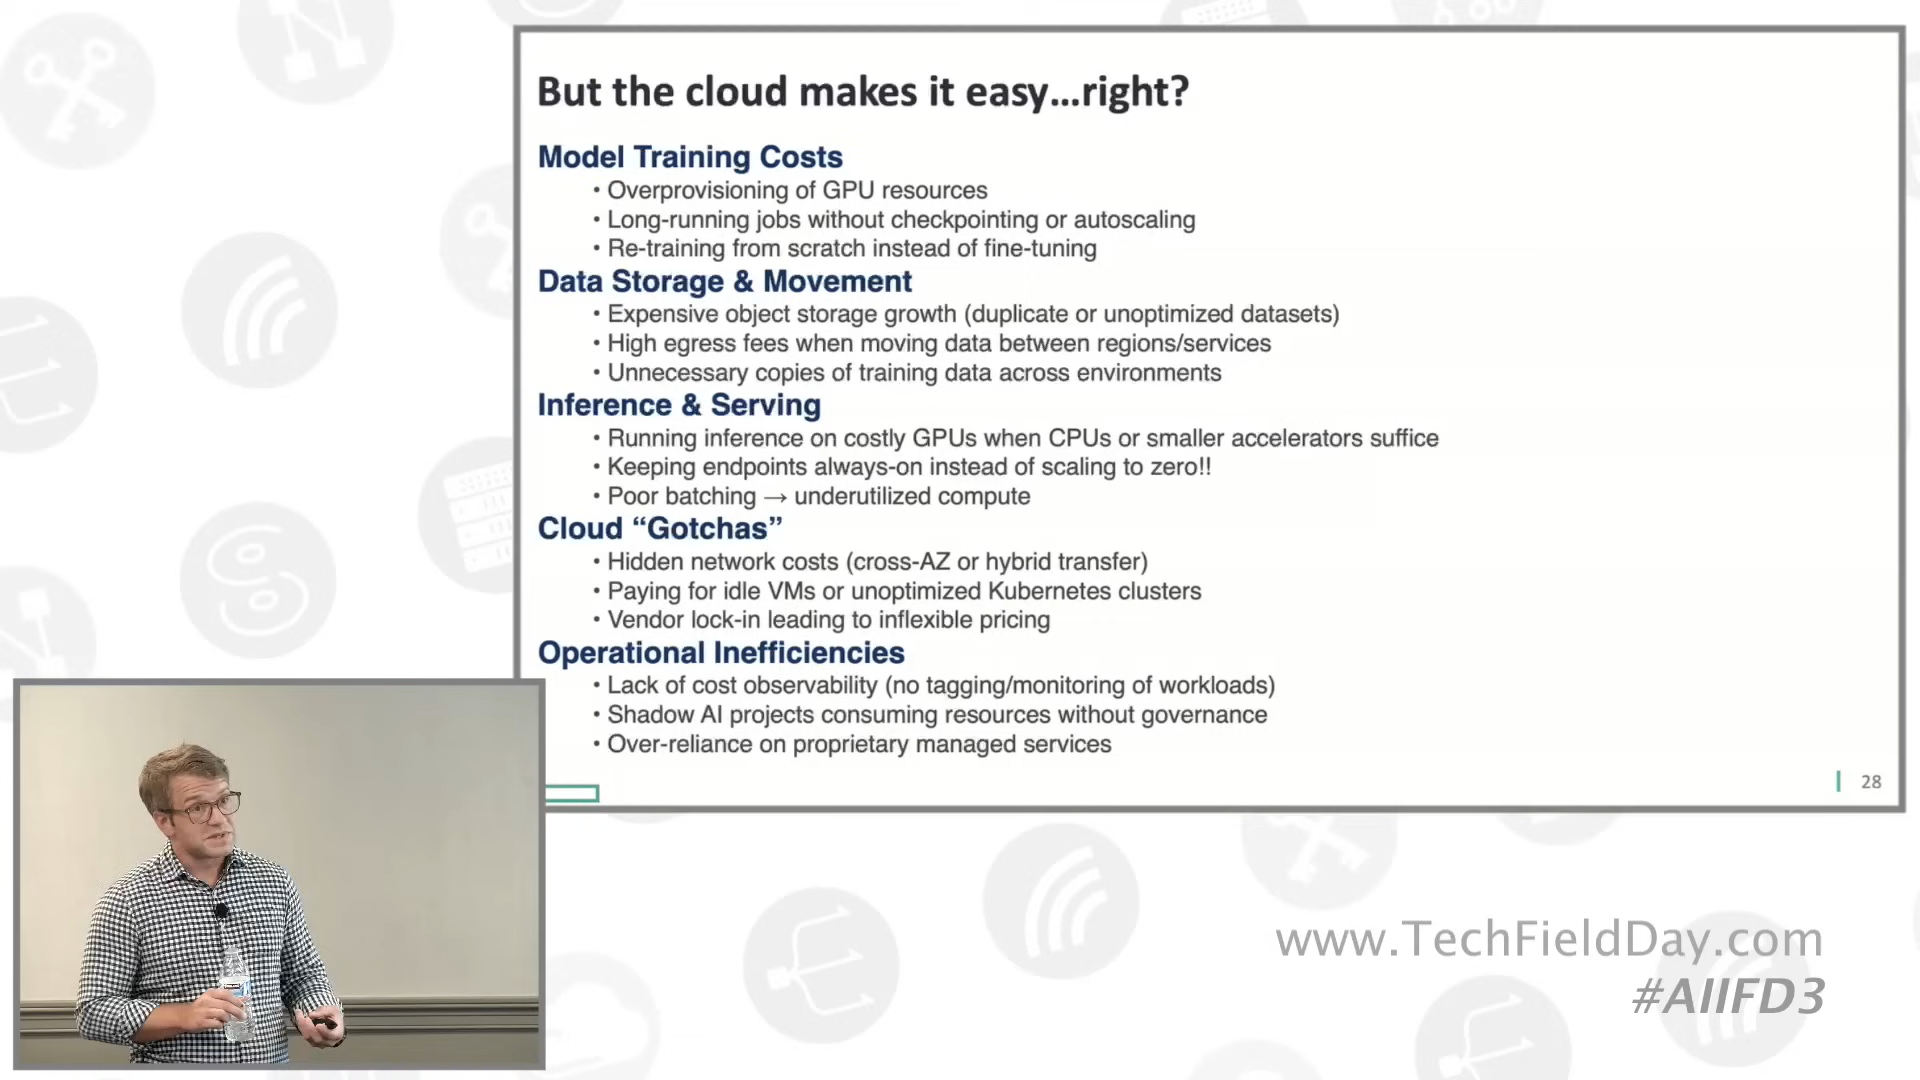 But the cloud makes it easy...right?
Model Training Costs
• Overprovisioning of GPU resources
• Long-running jobs without checkpointing or autoscaling
• Re-training from scratch instead of fine-tuning
Data Storage & Movement
• Expensive object storage growth (duplicate or unoptimized datasets)
• High egress fees when moving data between regions/services
• Unnecessary copies of training data across environments
Inference & Serving
• Running inference on costly GPUs when CPUs or smaller accelerators suffice
• Keeping endpoints always-on instead of scaling to zero!!
• Poor batching → underutilized compute
Cloud “Gotchas”
• Hidden network costs (cross-AZ or hybrid transfer)
• Paying for idle VMs or unoptimized Kubernetes clusters
• Vendor lock-in leading to inflexible pricing
Operational Inefficiencies
• Lack of cost observability (no tagging/monitoring of workloads)
• Shadow AI projects consuming resources without governance
• Over-reliance on proprietary managed services
28
www.TechFieldDay.com
#AIIFD3